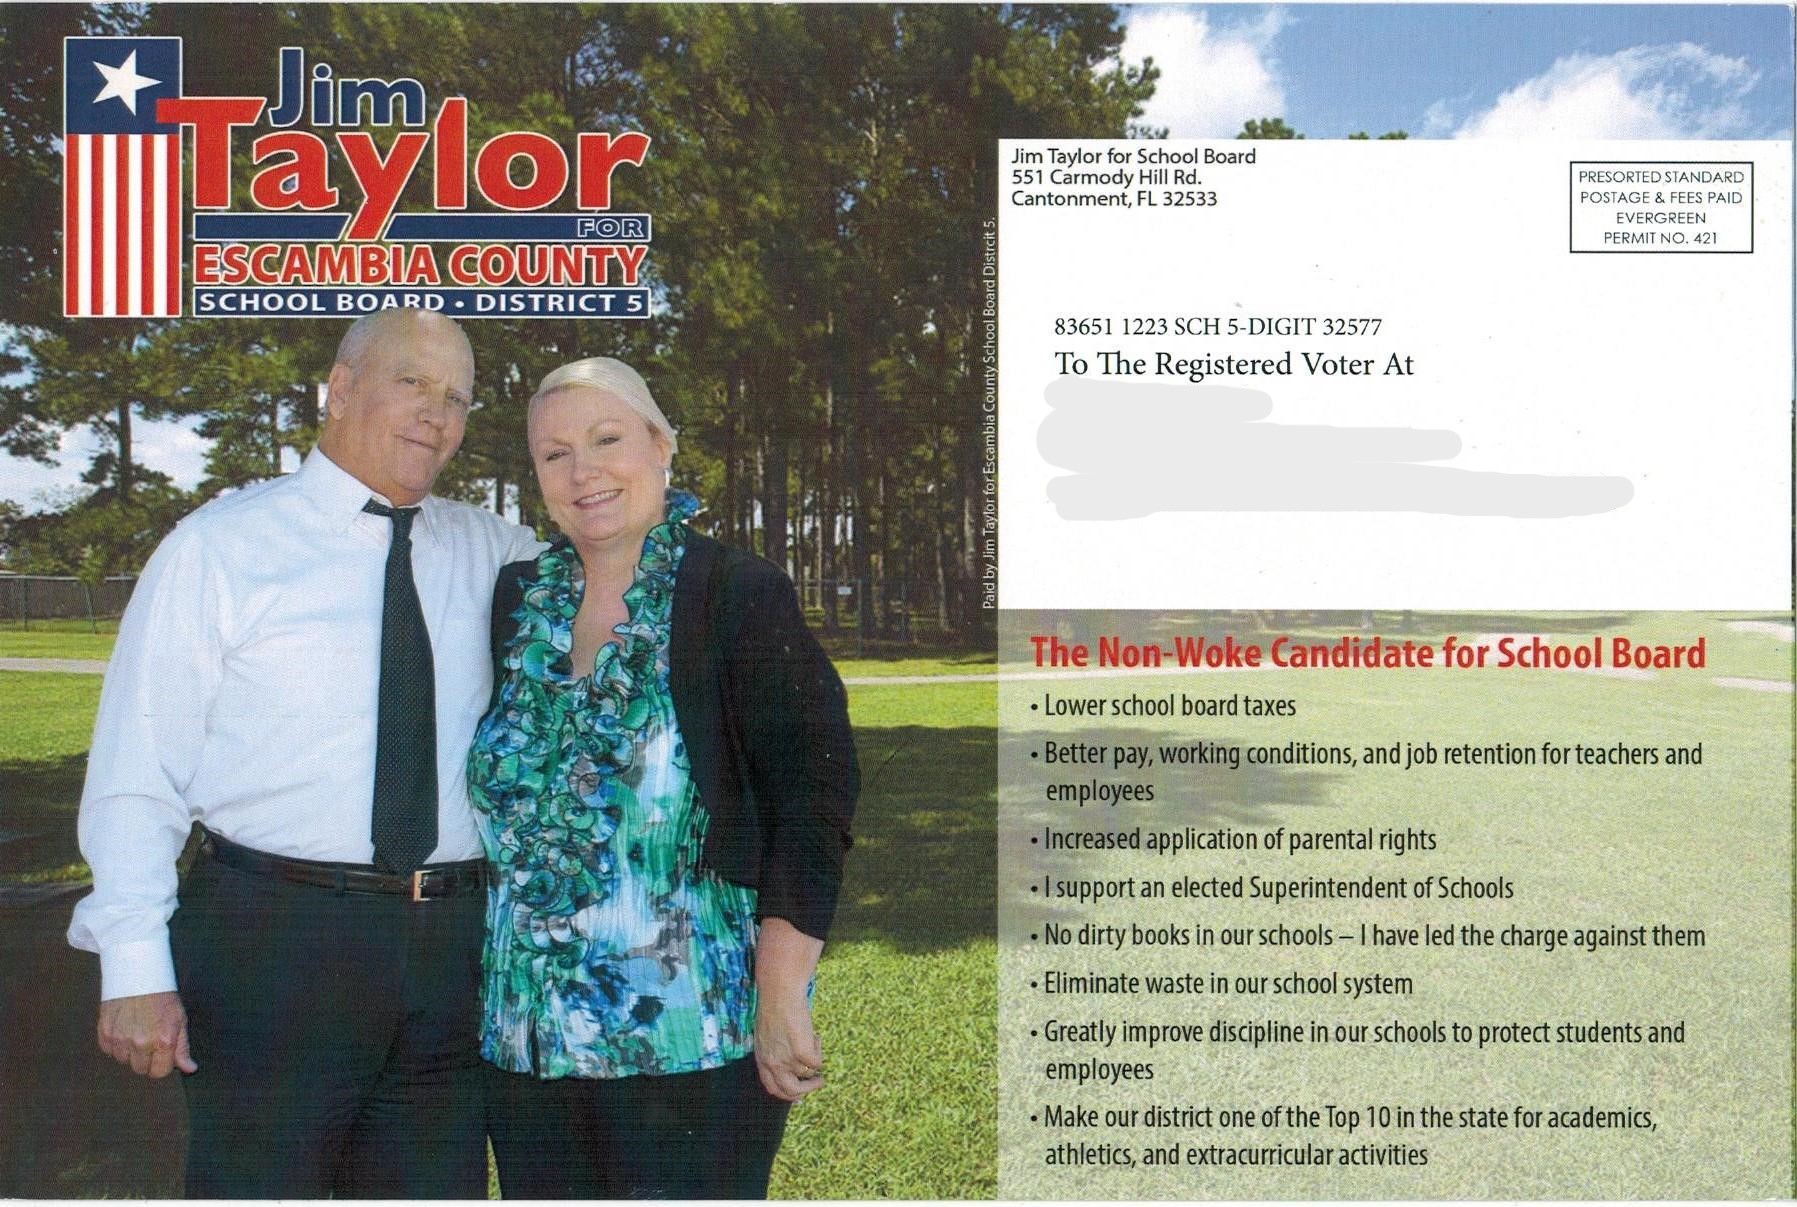 Jim
Taylor
FOR
ESCAMBIA COUNTY
SCHOOL BOARD • DISTRICT 5
Paid by Jim Taylor for Escambia County School Board Distrcit 5.
Jim Taylor for School Board
551 Carmody Hill Rd.
Cantonment, FL 32533
PRESORTED STANDARD
POSTAGE & FEES PAID
EVERGREEN
PERMIT NO. 421
83651 1223 SCH 5-DIGIT 32577
To The Registered Voter At
The Non-Woke Candidate for School Board
• Lower school board taxes
• Better pay, working conditions, and job retention for teachers and
employees
• Increased application of parental rights
• I support an elected Superintendent of Schools
• No dirty books in our schools – I have led the charge against them
• Eliminate waste in our school system
• Greatly improve discipline in our schools to protect students and
employees
• Make our district one of the Top 10 in the state for academics,
athletics, and extracurricular activities